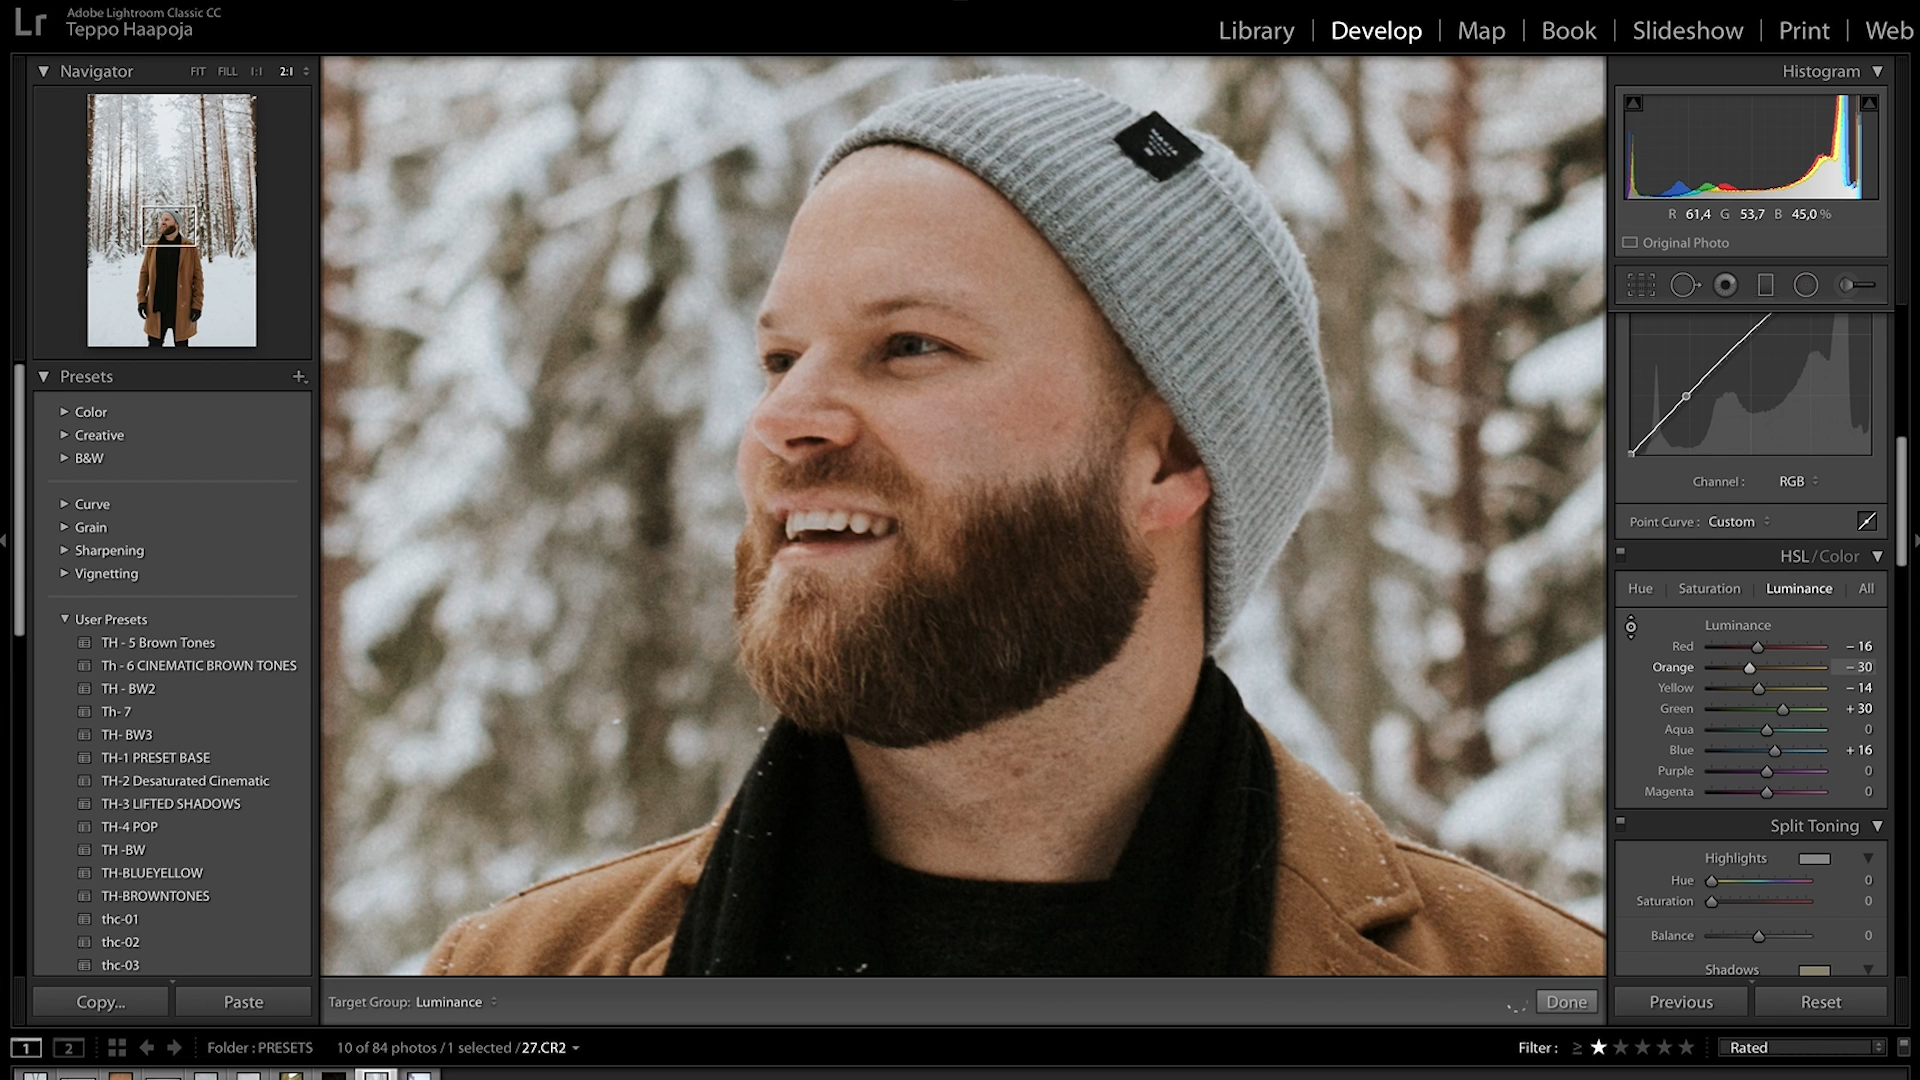 Lr
Adobe Lightroom Classic CC
Teppo Haapoja
Library | Develop | Map | Book | Slideshow | Print | Web
Navigator FIT FILL 1:1 2:1
Presets
Color
Creative
B&W
Curve
Grain
Sharpening
Vignetting
User Presets
TH - 5 Brown Tones
Th - 6 CINEMATIC BROWN TONES
TH - BW2
Th- 7
TH- BW3
TH-1 PRESET BASE
TH-2 Desaturated Cinematic
TH-3 LIFTED SHADOWS
TH-4 POP
TH -BW
TH-BLUEYELLOW
TH-BROWNTONES
thc-01
thc-02
thc-03
Copy... Paste
Target Group: Luminance
Done
Histogram
R 61,4 G 53,7 B 45,0 %
Original Photo
Channel : RGB
Point Curve : Custom
HSL / Color
Hue | Saturation | Luminance | All
Luminance
Red - 16
Orange - 30
Yellow - 14
Green + 30
Aqua 0
Blue + 16
Purple 0
Magenta 0
Split Toning
Highlights
Hue 0
Saturation 0
Balance 0
Shadows
Previous Reset
1 2 Folder : PRESETS 10 of 84 photos / 1 selected / 27.CR2
Filter : ≥ ★★★★★ Rated